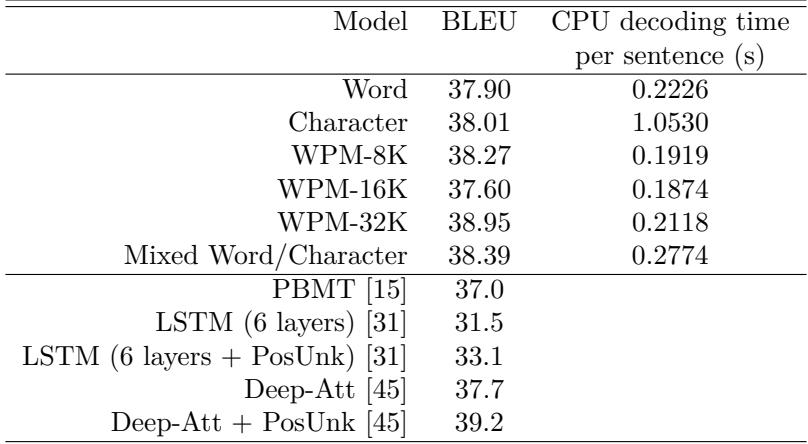 Model BLEU CPU decoding time
per sentence (s)
Word 37.90 0.2226
Character 38.01 1.0530
WPM-8K 38.27 0.1919
WPM-16K 37.60 0.1874
WPM-32K 38.95 0.2118
Mixed Word/Character 38.39 0.2774
PBMT [15] 37.0
LSTM (6 layers) [31] 31.5
LSTM (6 layers + PosUnk) [31] 33.1
Deep-Att [45] 37.7
Deep-Att + PosUnk [45] 39.2